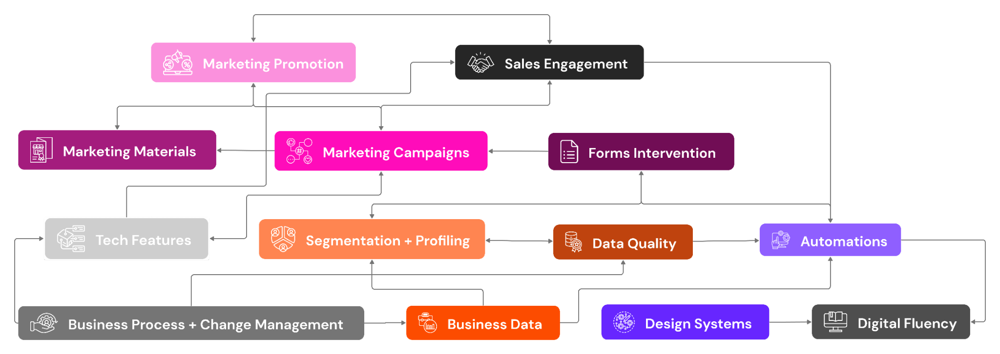 Marketing Promotion
Sales Engagement
Marketing Materials
Marketing Campaigns
Forms Intervention
Tech Features
Segmentation + Profiling
Data Quality
Automations
Business Process + Change Management
Business Data
Design Systems
Digital Fluency